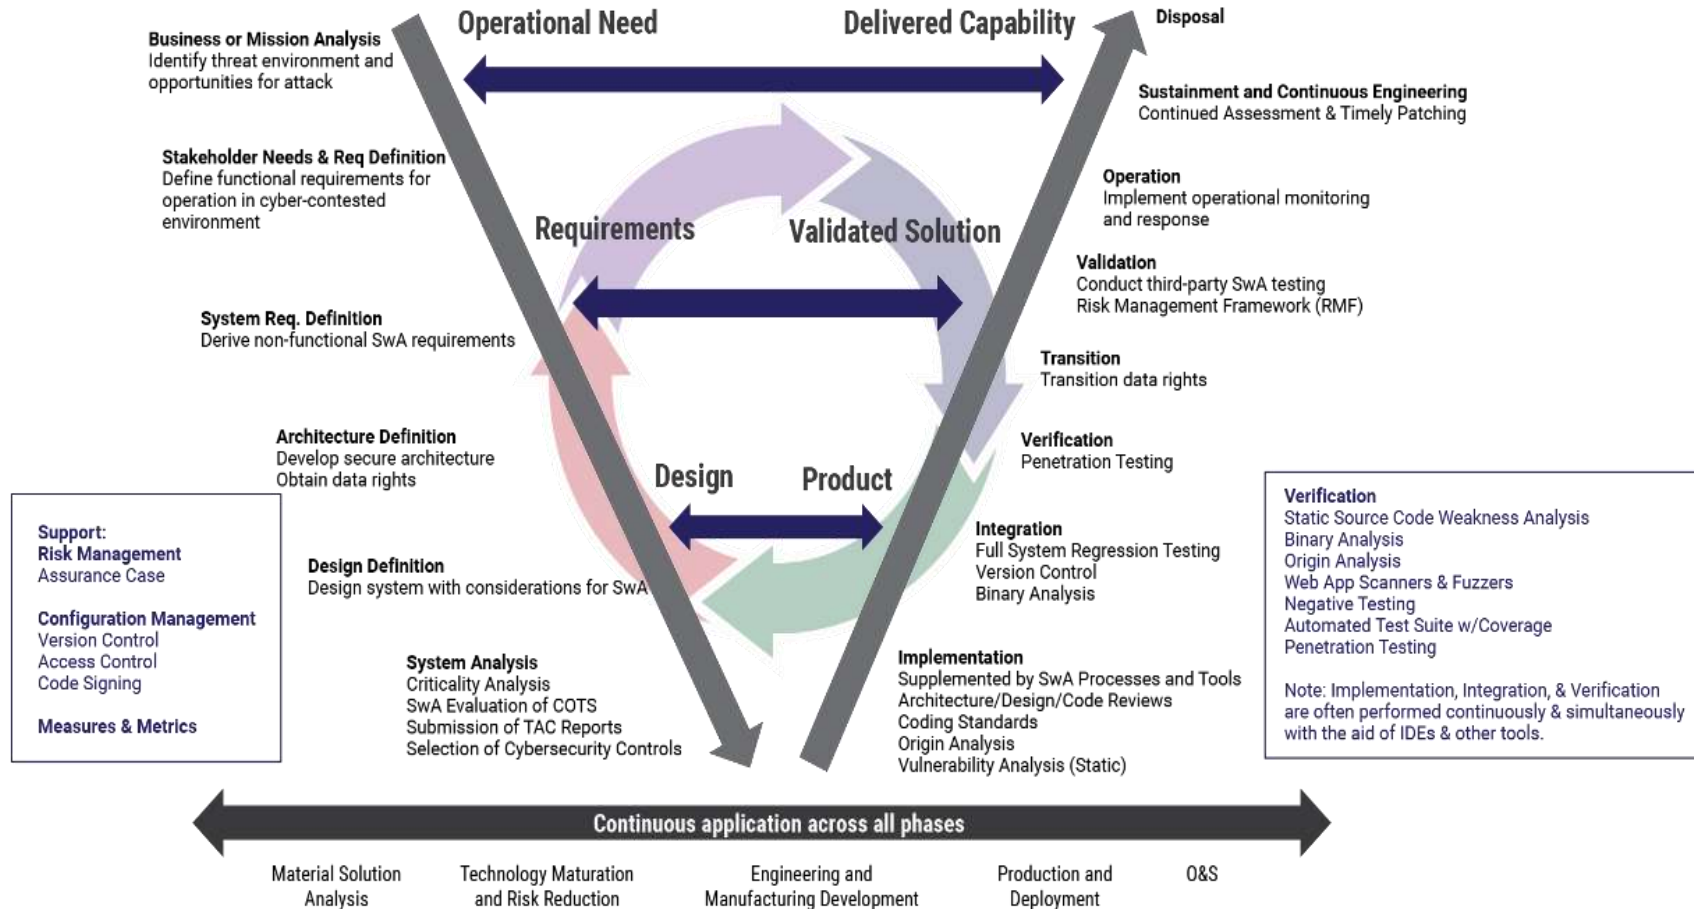 Operational Need
Delivered Capability
Business or Mission Analysis
Identify threat environment and
opportunities for attack
Stakeholder Needs & Req Definition
Define functional requirements for
operation in cyber-contested
environment
System Req. Definition
Derive non-functional SwA requirements
Architecture Definition
Develop secure architecture
Obtain data rights
Design Definition
Design system with considerations for SwA
System Analysis
Criticality Analysis
SwA Evaluation of COTS
Submission of TAC Reports
Selection of Cybersecurity Controls
Requirements
Validated Solution
Design
Product
Disposal
Sustainment and Continuous Engineering
Continued Assessment & Timely Patching
Operation
Implement operational monitoring
and response
Validation
Conduct third-party SwA testing
Risk Management Framework (RMF)
Transition
Transition data rights
Verification
Penetration Testing
Integration
Full System Regression Testing
Version Control
Binary Analysis
Implementation
Supplemented by SwA Processes and Tools
Architecture/Design/Code Reviews
Coding Standards
Origin Analysis
Vulnerability Analysis (Static)
Support:
Risk Management
Assurance Case
Configuration Management
Version Control
Access Control
Code Signing
Measures & Metrics
Verification
Static Source Code Weakness Analysis
Binary Analysis
Origin Analysis
Web App Scanners & Fuzzers
Negative Testing
Automated Test Suite w/Coverage
Penetration Testing
Note: Implementation, Integration, & Verification
are often performed continuously & simultaneously
with the aid of IDEs & other tools.
Continuous application across all phases
Material Solution
Analysis
Technology Maturation
and Risk Reduction
Engineering and
Manufacturing Development
Production and
Deployment
O&S